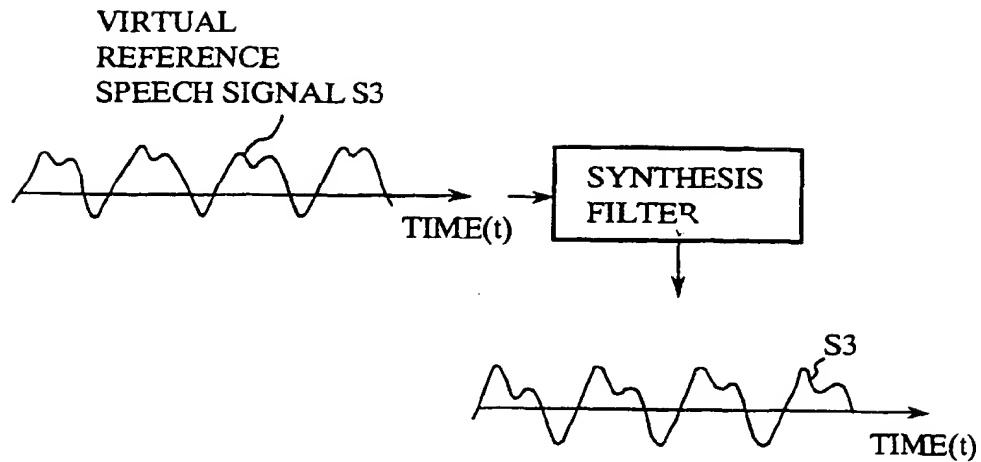 VIRTUAL
REFERENCE
SPEECH SIGNAL S3
TIME(t)
SYNTHESIS
FILTER
S3
TIME(t)